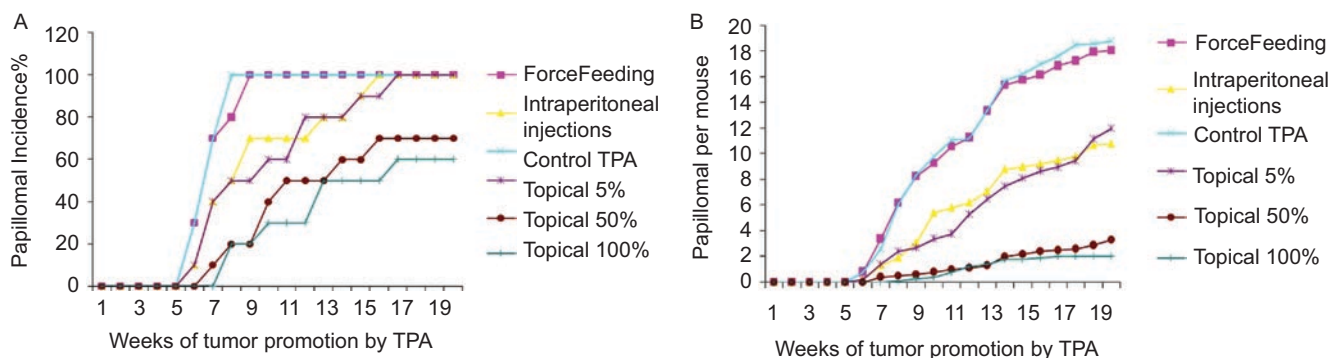 A
120
100
80
60
40
20
0
Papillomal Incidence%
1 3 5 7 9 11 13 15 17 19
Weeks of tumor promotion by TPA
ForceFeeding
Intraperitoneal
injections
Control TPA
Topical 5%
Topical 50%
Topical 100%
B
20
18
16
14
12
10
8
6
4
2
0
Papillomal per mouse
1 3 5 7 9 11 13 15 17 19
Weeks of tumor promotion by TPA
ForceFeeding
Intraperitoneal
injections
Control TPA
Topical 5%
Topical 50%
Topical 100%